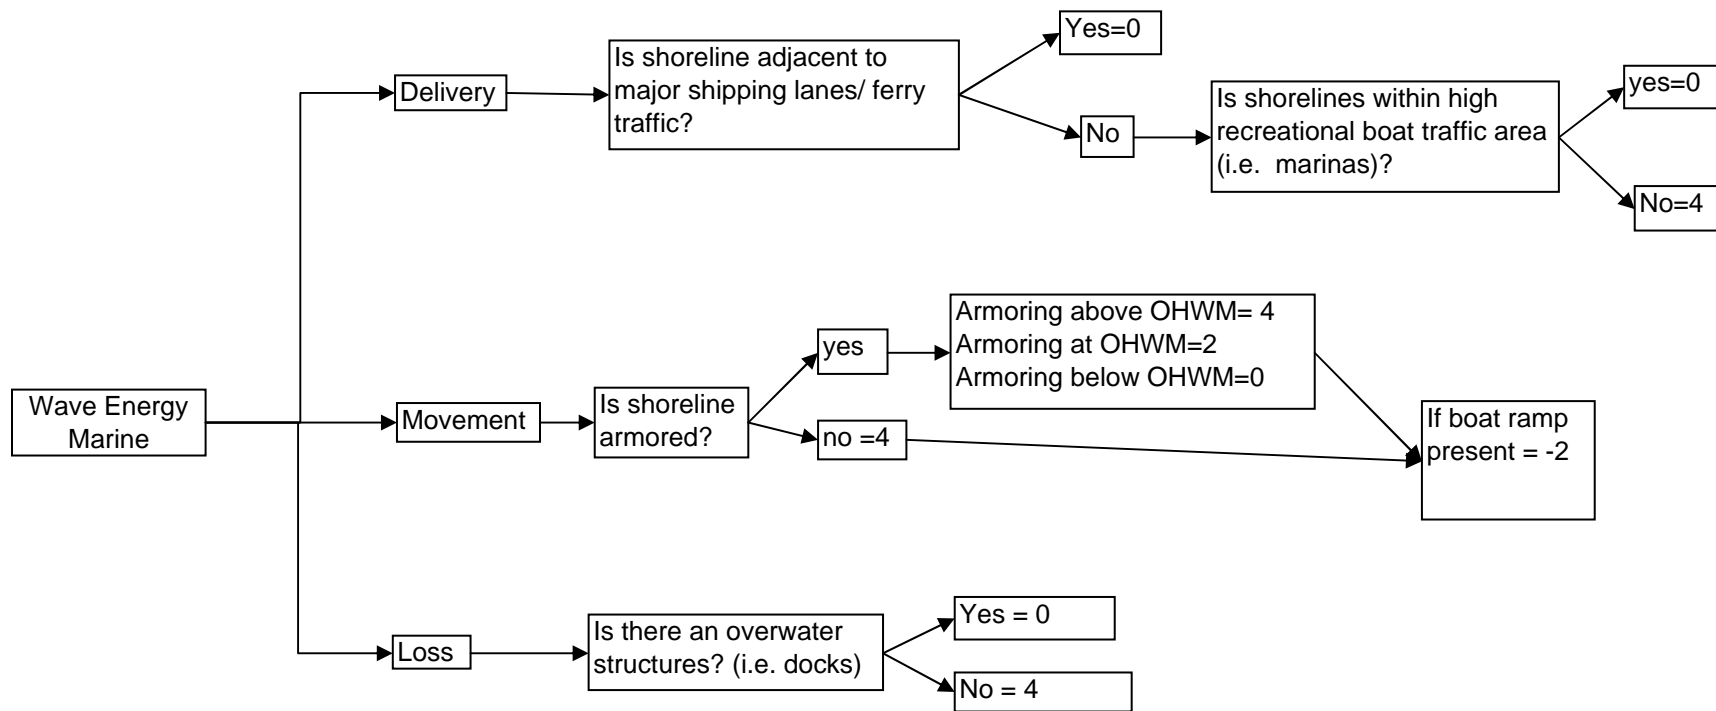 Wave Energy
Marine
Delivery
Is shoreline adjacent to
major shipping lanes/ ferry
traffic?
Yes=0
No
Is shorelines within high
recreational boat traffic area
(i.e. marinas)?
yes=0
No=4
Movement
Is shoreline
armored?
yes
Armoring above OHWM= 4
Armoring at OHWM=2
Armoring below OHWM=0
no =4
If boat ramp
present = -2
Loss
Is there an overwater
structures? (i.e. docks)
Yes = 0
No = 4